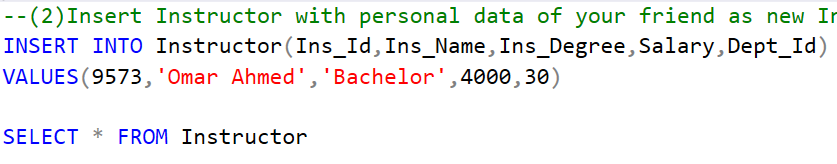 --(2)Insert Instructor with personal data of your friend as new
INSERT INTO Instructor(Ins_Id,Ins_Name,Ins_Degree,Salary,Dept_Id)
VALUES(9573,'Omar Ahmed','Bachelor',4000,30)
SELECT * FROM Instructor